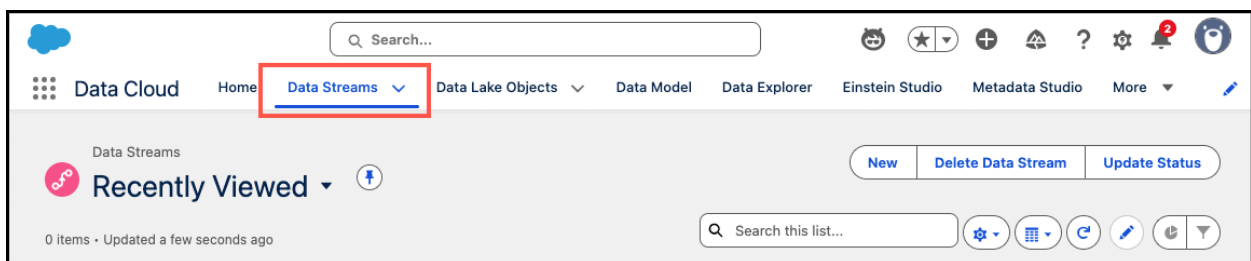 Search...
2
Data Cloud Home Data Streams Data Lake Objects Data Model Data Explorer Einstein Studio Metadata Studio More
Data Streams
Recently Viewed
New Delete Data Stream Update Status
0 items • Updated a few seconds ago
Search this list...